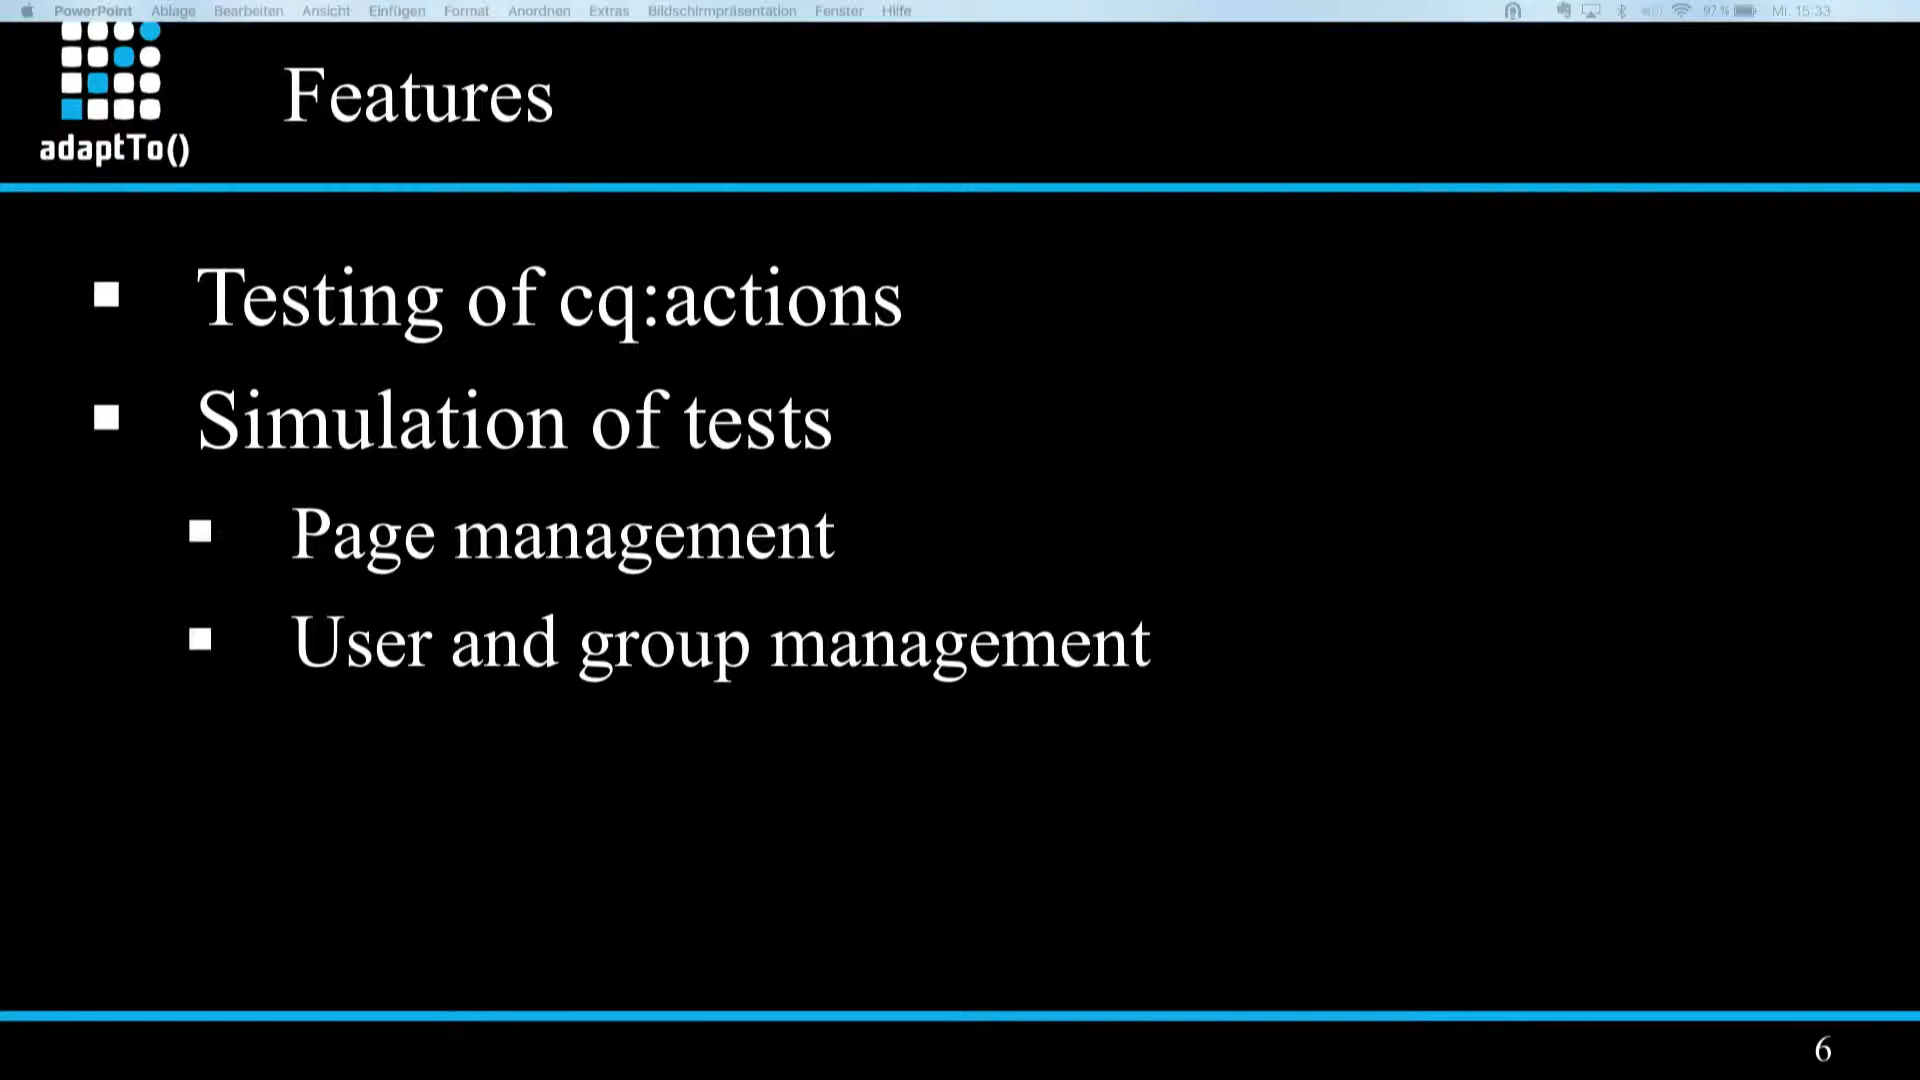 PowerPoint Ablage Bearbeiten Ansicht Einfügen Format Anordnen Extras Bildschirmpräsentation Fenster Hilfe 97 % Mi. 15:33
adaptTo()
Features
Testing of cq:actions
Simulation of tests
Page management
User and group management
6